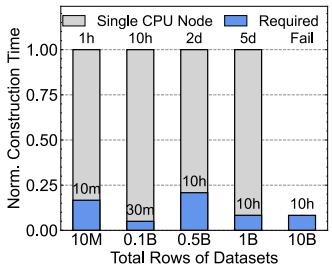 Single CPU Node Required
1h 10h 2d 5d Fail
Norm. Construction Time
1.00
0.75
0.50
0.25
0.00
10m 30m 10h 10h 10h
10M 0.1B 0.5B 1B 10B
Total Rows of Datasets